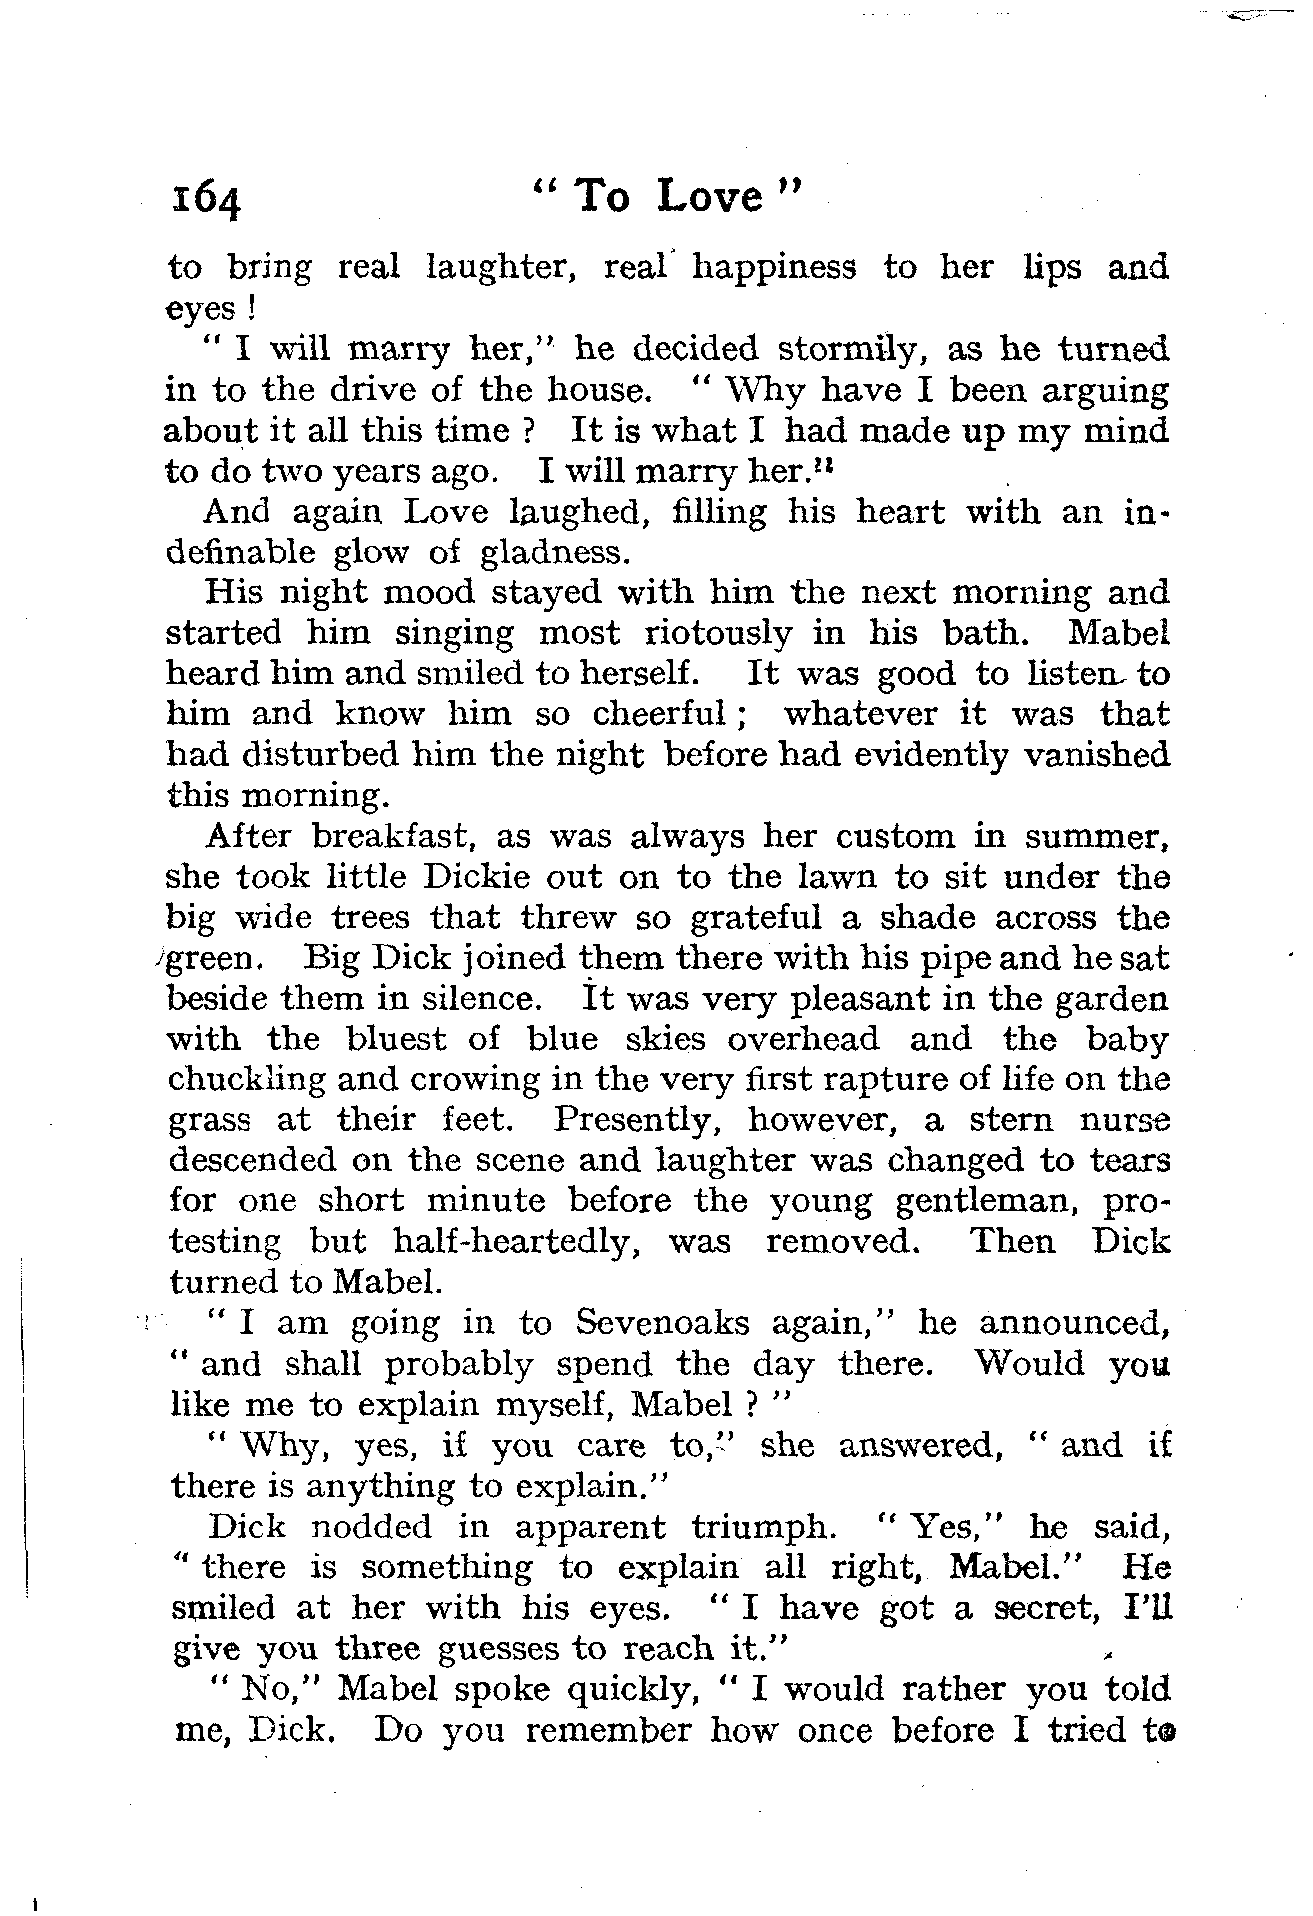 164 “ To Love ”
to bring real laughter, real happiness to her lips and
eyes !
“ I will marry her,” he decided stormily, as he turned
in to the drive of the house. “ Why have I been arguing
about it all this time ? It is what I had made up my mind
to do two years ago. I will marry her.”
And again Love laughed, filling his heart with an in-
definable glow of gladness.
His night mood stayed with him the next morning and
started him singing most riotously in his bath. Mabel
heard him and smiled to herself. It was good to listen to
him and know him so cheerful ; whatever it was that
had disturbed him the night before had evidently vanished
this morning.
After breakfast, as was always her custom in summer,
she took little Dickie out on to the lawn to sit under the
big wide trees that threw so grateful a shade across the
green. Big Dick joined them there with his pipe and he sat
beside them in silence. It was very pleasant in the garden
with the bluest of blue skies overhead and the baby
chuckling and crowing in the very first rapture of life on the
grass at their feet. Presently, however, a stern nurse
descended on the scene and laughter was changed to tears
for one short minute before the young gentleman, pro-
testing but half-heartedly, was removed. Then Dick
turned to Mabel.
“ I am going in to Sevenoaks again,” he announced,
“ and shall probably spend the day there. Would you
like me to explain myself, Mabel ? ”
“ Why, yes, if you care to,” she answered, “ and if
there is anything to explain.”
Dick nodded in apparent triumph. “ Yes,” he said,
“ there is something to explain all right, Mabel.” He
smiled at her with his eyes. “ I have got a secret, I’ll
give you three guesses to reach it.”
“ No,” Mabel spoke quickly, “ I would rather you told
me, Dick. Do you remember how once before I tried to